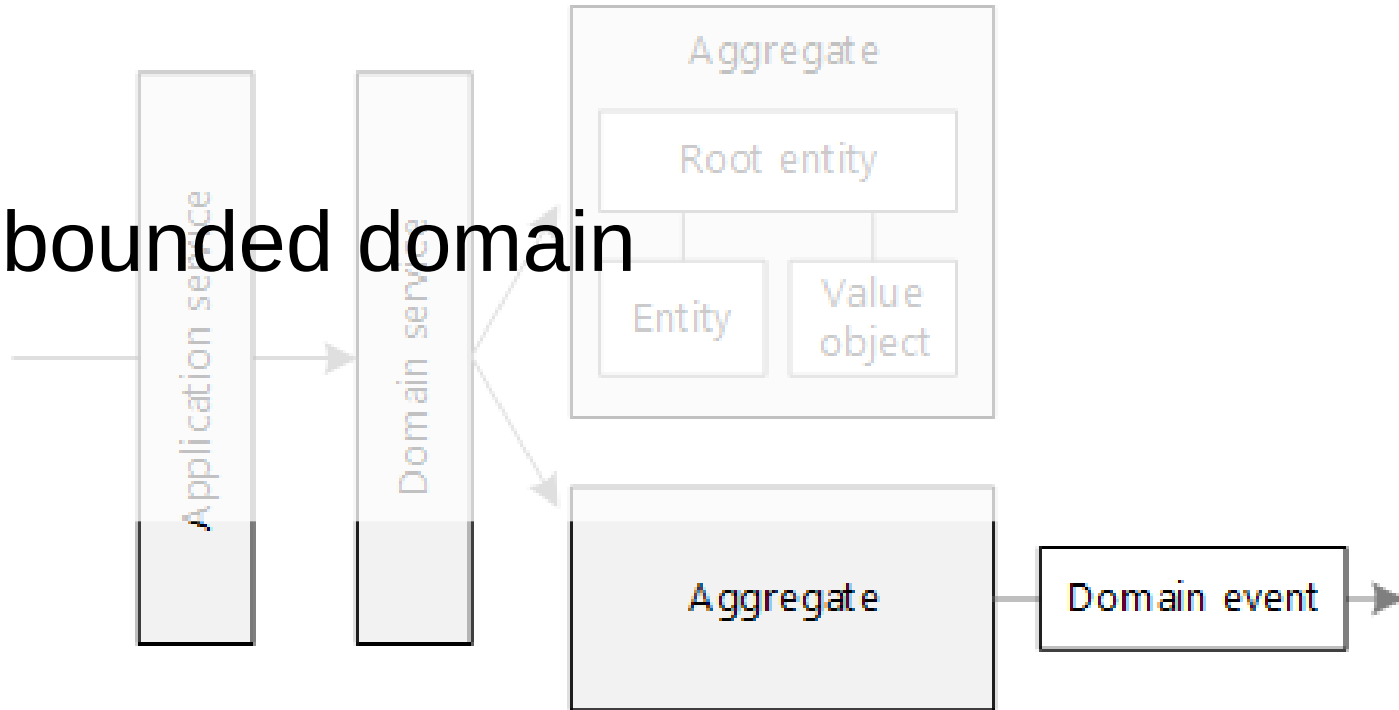 Aggregate
Root entity
bounded domain
Application service
Domain service
Entity
Value
object
Aggregate
Domain event